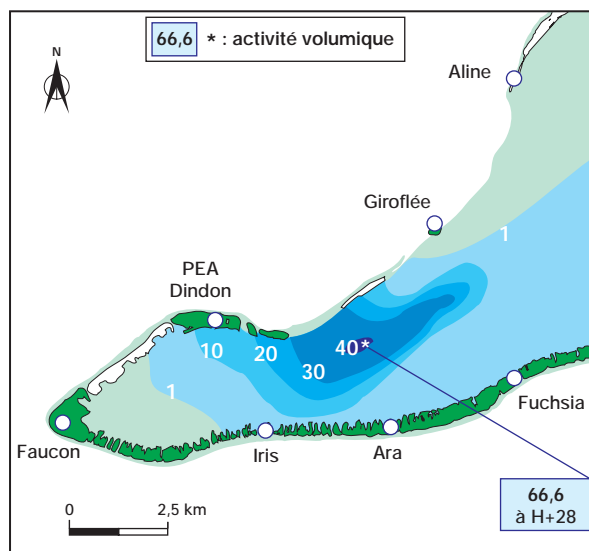 66,6 * : activité volumique
N
Aline
Giroflée
1
PEA
Dindon
10
20
40*
30
1
Faucon
Iris
Ara
Fuchsia
0 2,5 km
66,6
à H+28